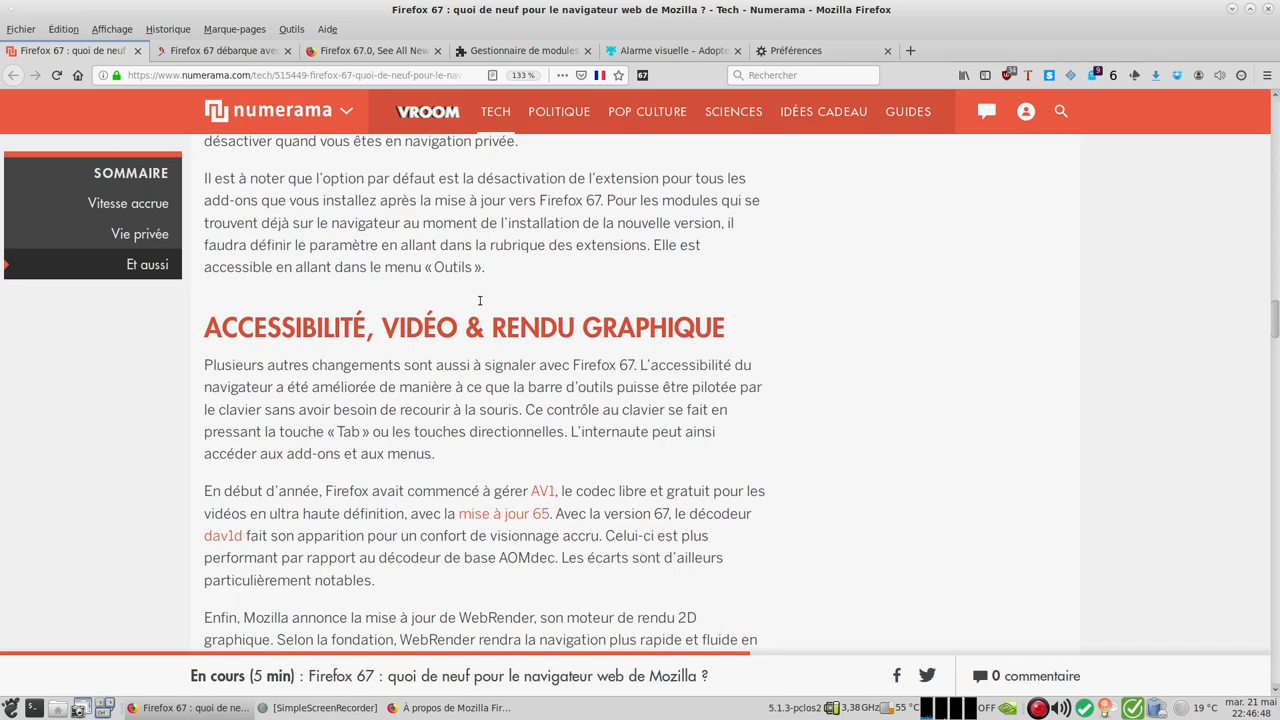 Firefox 67 : quoi de neuf pour le navigateur web de Mozilla ? - Tech - Numerama - Mozilla Firefox
Fichier Édition Affichage Historique Marque-pages Outils Aide
Firefox 67 : quoi de neuf
Firefox 67 débarque avec
Firefox 67.0, See All New
Gestionnaire de modules
Alarme visuelle – Adopte
Préférences
https://www.numerama.com/tech/515449-firefox-67-quoi-de-neuf-pour-le-nav
133 %
67
Rechercher
numerama
VROOM TECH POLITIQUE POP CULTURE SCIENCES IDÉES CADEAU GUIDES
SOMMAIRE
Vitesse accrue
Vie privée
Et aussi
désactiver quand vous êtes en navigation privée.
Il est à noter que l'option par défaut est la désactivation de l'extension pour tous les
add-ons que vous installez après la mise à jour vers Firefox 67. Pour les modules qui se
trouvent déjà sur le navigateur au moment de l'installation de la nouvelle version, il
faudra définir le paramètre en allant dans la rubrique des extensions. Elle est
accessible en allant dans le menu « Outils ».
ACCESSIBILITÉ, VIDÉO & RENDU GRAPHIQUE
Plusieurs autres changements sont aussi à signaler avec Firefox 67. L'accessibilité du
navigateur a été améliorée de manière à ce que la barre d'outils puisse être pilotée par
le clavier sans avoir besoin de recourir à la souris. Ce contrôle au clavier se fait en
pressant la touche « Tab » ou les touches directionnelles. L'internaute peut ainsi
accéder aux add-ons et aux menus.
En début d'année, Firefox avait commencé à gérer AV1, le codec libre et gratuit pour les
vidéos en ultra haute définition, avec la mise à jour 65. Avec la version 67, le décodeur
dav1d fait son apparition pour un confort de visionnage accru. Celui-ci est plus
performant par rapport au décodeur de base AOMdec. Les écarts sont d'ailleurs
particulièrement notables.
Enfin, Mozilla annonce la mise à jour de WebRender, son moteur de rendu 2D
graphique. Selon la fondation, WebRender rendra la navigation plus rapide et fluide en
En cours (5 min) : Firefox 67 : quoi de neuf pour le navigateur web de Mozilla ?
0 commentaire
Firefox 67 : quoi de ne...
[SimpleScreenRecorder]
À propos de Mozilla Fir...
5.1.3-pclos2
3,38 GHz
55 °C
OFF
19 °C
mar. 21 mai
22:46:48